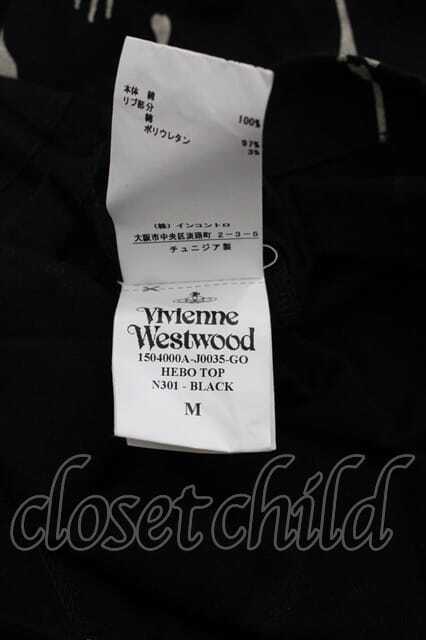 本体 綿 100%
リブ部分
綿 97%
ポリウレタン 3%
(株)インコントロ
大阪市中央区淡路町 2-3-5
チュニジア製
Vivienne
Westwood
1504000A-J0035-GO
HEBO TOP
N301 - BLACK
M
closet child